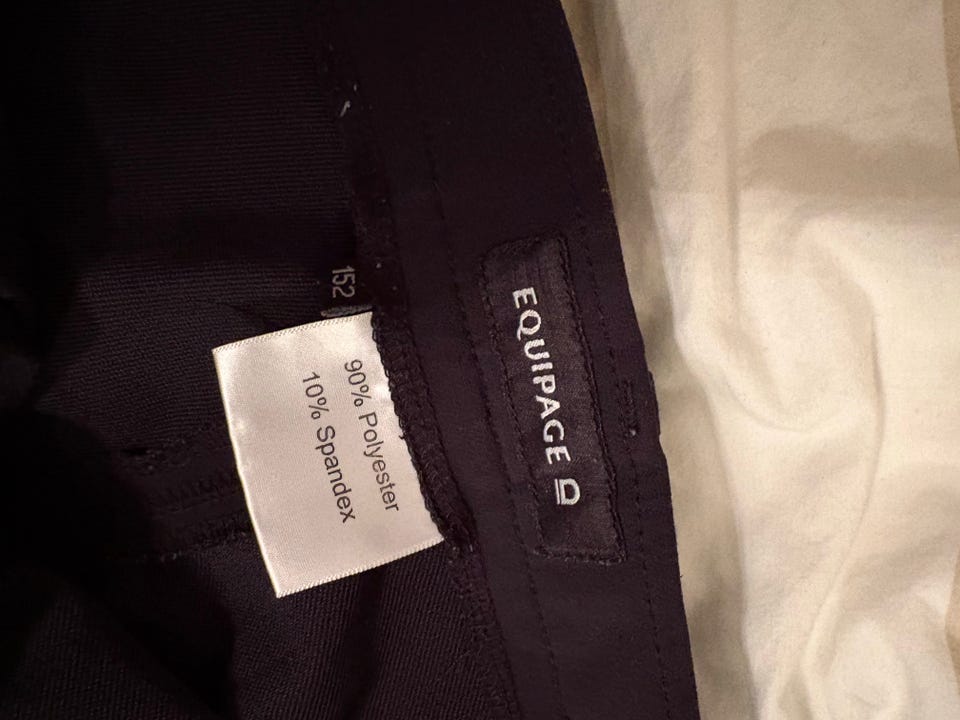 EQUIPAGE
152
90% Polyester
10% Spandex